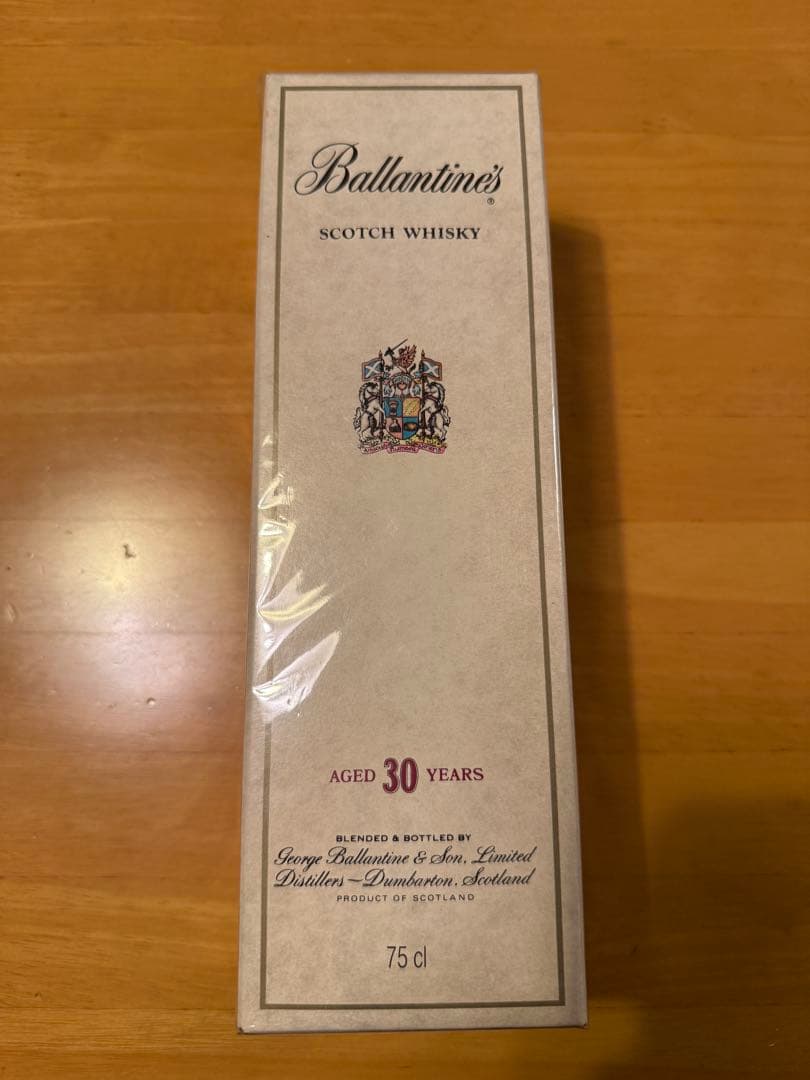 Ballantine's
®
SCOTCH WHISKY
AGED 30 YEARS
BLENDED & BOTTLED BY
George Ballantine & Son, Limited
Distillers—Dumbarton, Scotland
PRODUCT OF SCOTLAND
75 cl